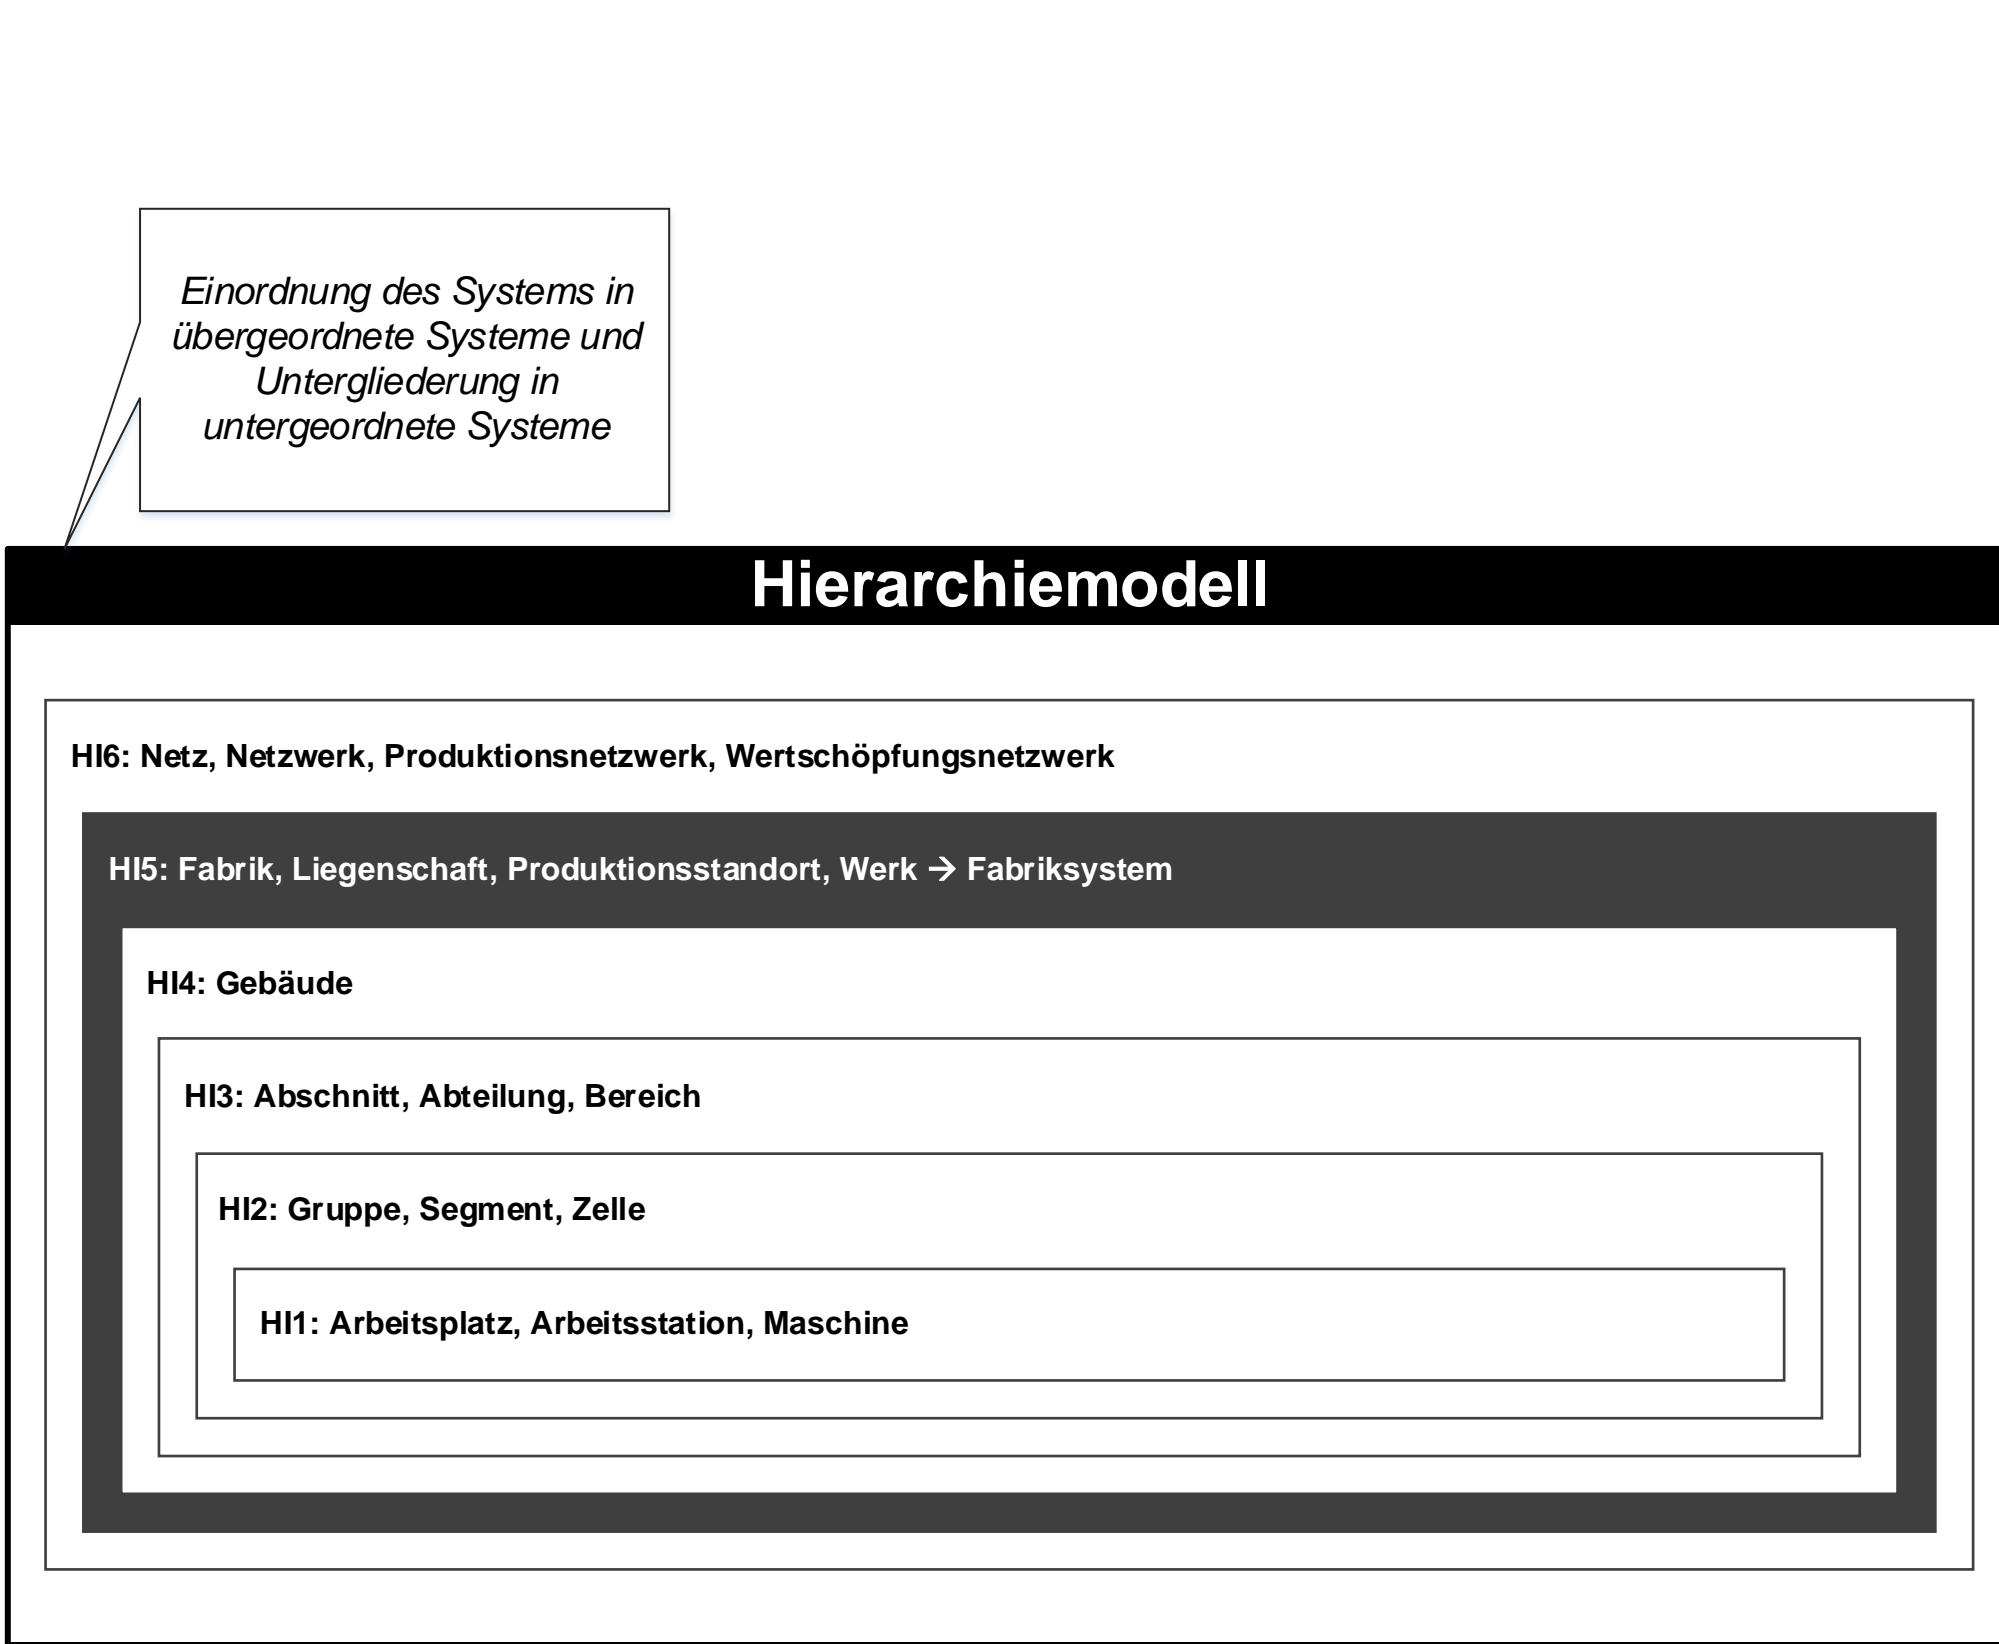 Einordnung des Systems in
übergeordnete Systeme und
Untergliederung in
untergeordnete Systeme
Hierarchiemodell
HI6: Netz, Netzwerk, Produktionsnetzwerk, Wertschöpfungsnetzwerk
HI5: Fabrik, Liegenschaft, Produktionsstandort, Werk → Fabriksystem
HI4: Gebäude
HI3: Abschnitt, Abteilung, Bereich
HI2: Gruppe, Segment, Zelle
HI1: Arbeitsplatz, Arbeitsstation, Maschine